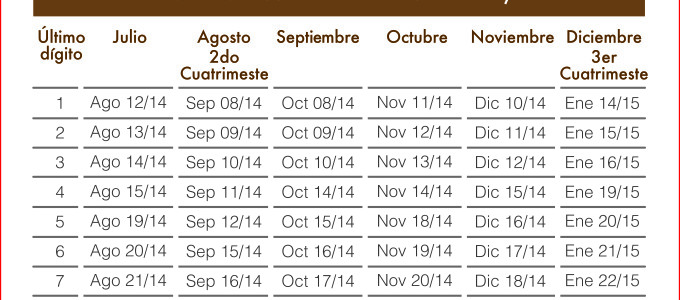 Último dígito Julio Agosto 2do Cuatrimeste Septiembre Octubre Noviembre Diciembre 3er Cuatrimeste
1 Ago 12/14 Sep 08/14 Oct 08/14 Nov 11/14 Dic 10/14 Ene 14/15
2 Ago 13/14 Sep 09/14 Oct 09/14 Nov 12/14 Dic 11/14 Ene 15/15
3 Ago 14/14 Sep 10/14 Oct 10/14 Nov 13/14 Dic 12/14 Ene 16/15
4 Ago 15/14 Sep 11/14 Oct 14/14 Nov 14/14 Dic 15/14 Ene 19/15
5 Ago 19/14 Sep 12/14 Oct 15/14 Nov 18/14 Dic 16/14 Ene 20/15
6 Ago 20/14 Sep 15/14 Oct 16/14 Nov 19/14 Dic 17/14 Ene 21/15
7 Ago 21/14 Sep 16/14 Oct 17/14 Nov 20/14 Dic 18/14 Ene 22/15